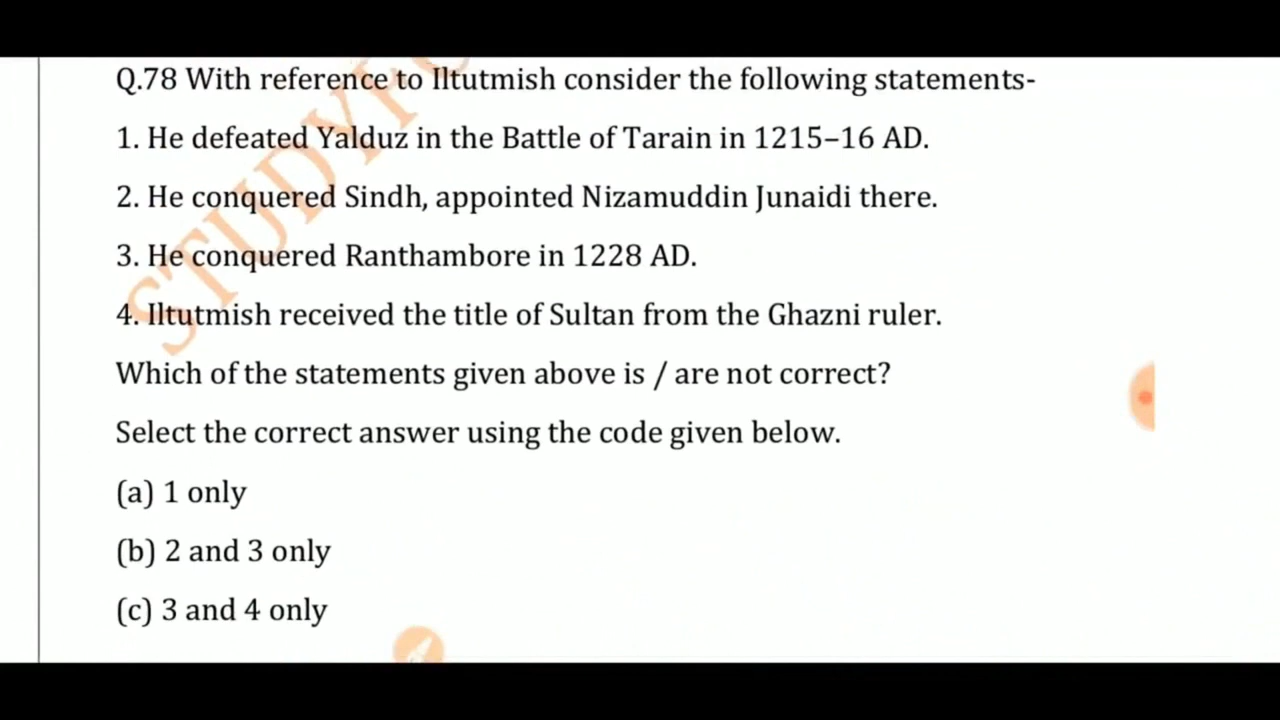 Q.78 With reference to Iltutmish consider the following statements-
1. He defeated Yalduz in the Battle of Tarain in 1215–16 AD.
2. He conquered Sindh, appointed Nizamuddin Junaidi there.
3. He conquered Ranthambore in 1228 AD.
4. Iltutmish received the title of Sultan from the Ghazni ruler.
Which of the statements given above is / are not correct?
Select the correct answer using the code given below.
(a) 1 only
(b) 2 and 3 only
(c) 3 and 4 only